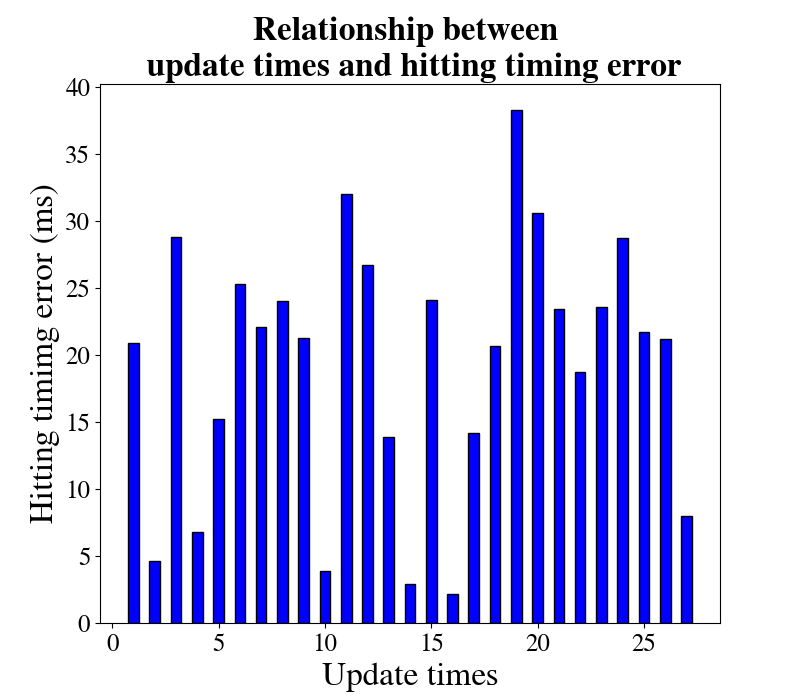 Relationship between
update times and hitting timing error
40
35
30
25
20
15
10
5
0
Hitting timimg error (ms)
0 5 10 15 20 25
Update times